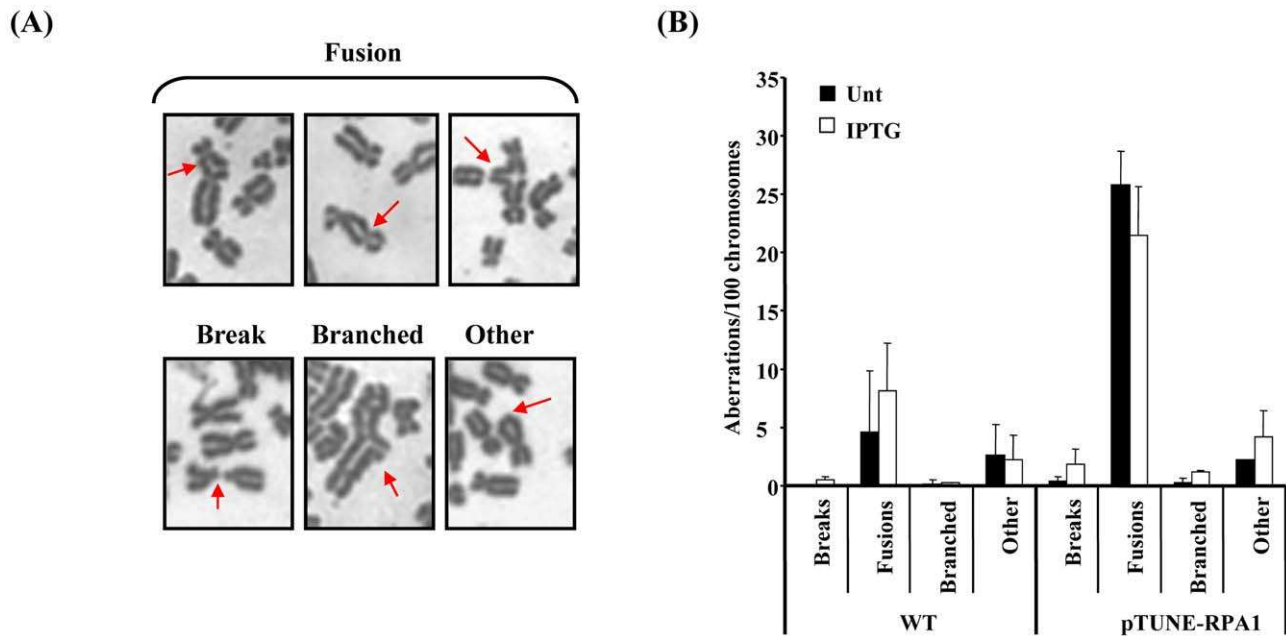 (A)
Fusion
Break Branched Other
(B)
Aberrations/100 chromosomes
35
30
25
20
15
10
5
0
Unt
IPTG
Breaks
Fusions
Branched
Other
Breaks
Fusions
Branched
Other
WT
pTUNE-RPA1